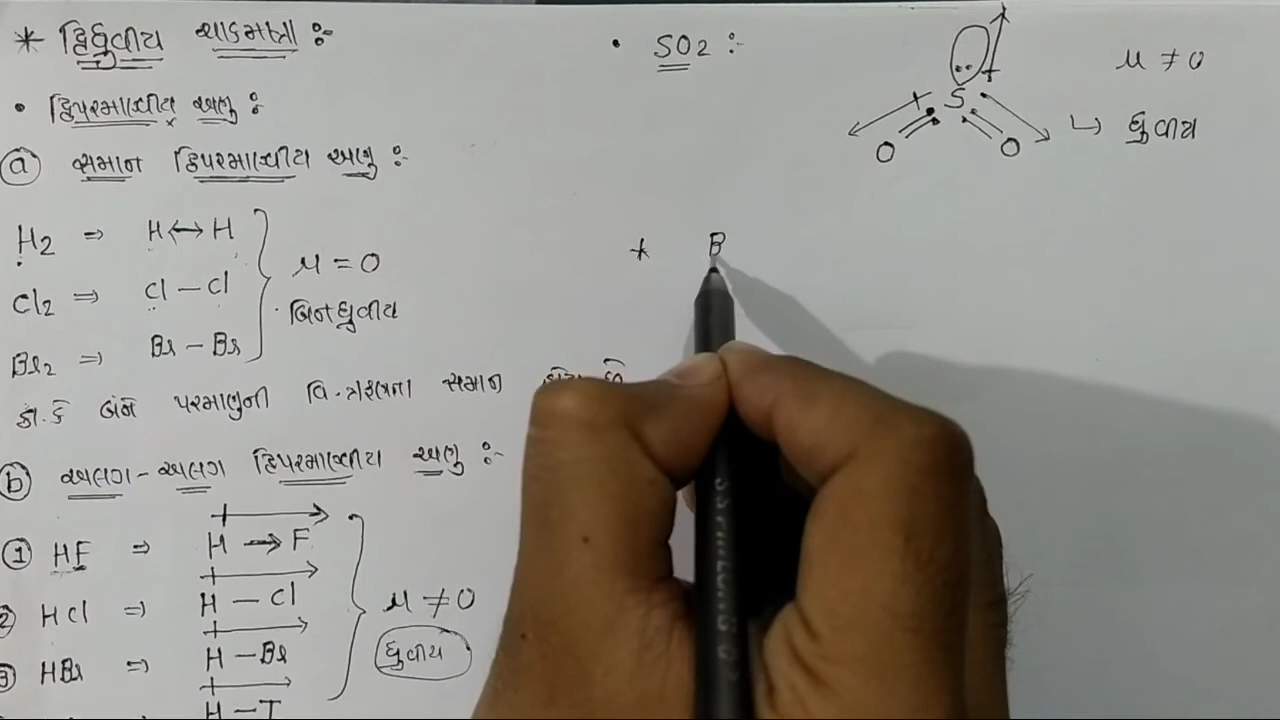 * દ્વિધ્રુવીય ચાકમાત્રા :-
• દ્વિપરમાણ્વીય અણુ :-
(a) સમાન દ્વિપરમાણ્વીય અણુ :-
H2 ⇒ H ↔ H
Cl2 ⇒ Cl – Cl
Br2 ⇒ Br – Br
μ = 0
બિનધ્રુવીય
કા.કે બંને પરમાણુની વિ.ઋણતા સમાન
(b) અલગ-અલગ દ્વિપરમાણ્વીય અણુ :-
① HF ⇒ H → F
② HCl ⇒ H – Cl
③ HBr ⇒ H – Br
H – I
μ ≠ 0
ધ્રુવીય
• SO2 :-
S
O O
μ ≠ 0
↳ ધ્રુવીય
* B